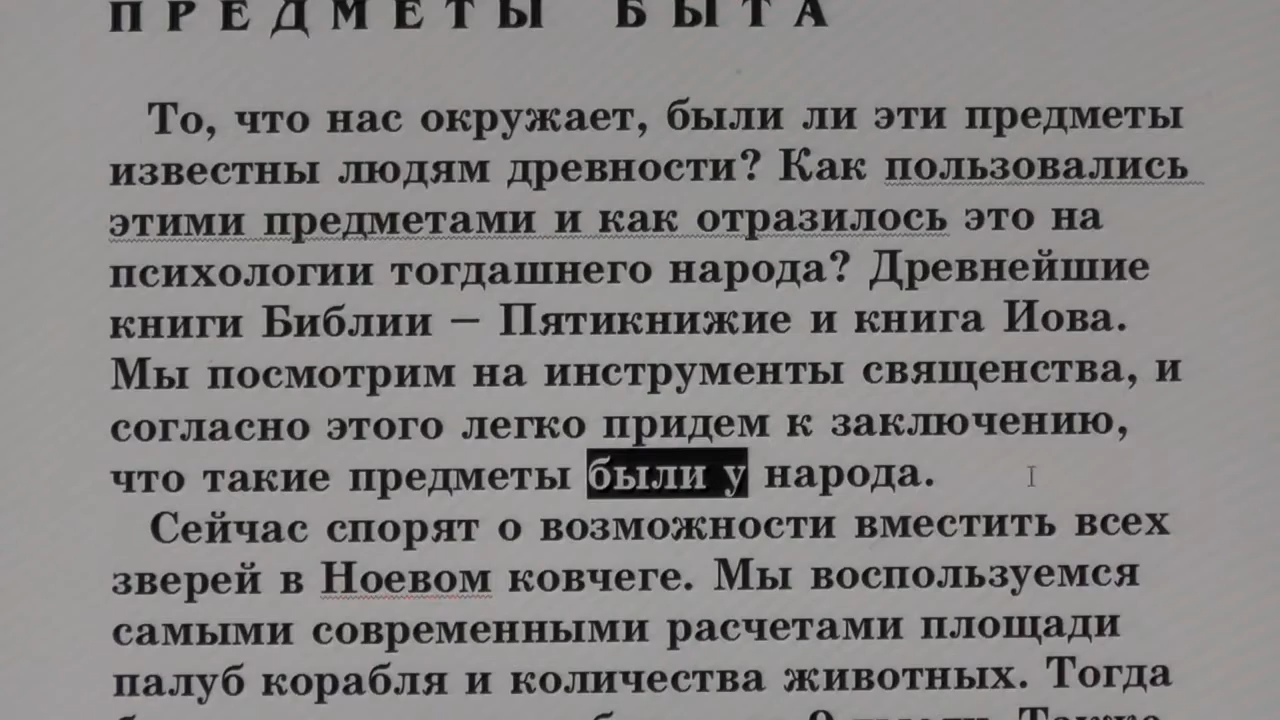 ПРЕДМЕТЫ БЫТА
То, что нас окружает, были ли эти предметы
известны людям древности? Как пользовались
этими предметами и как отразилось это на
психологии тогдашнего народа? Древнейшие
книги Библии – Пятикнижие и книга Иова.
Мы посмотрим на инструменты священства, и
согласно этого легко придем к заключению,
что такие предметы были у народа.
Сейчас спорят о возможности вместить всех
зверей в Ноевом ковчеге. Мы воспользуемся
самыми современными расчетами площади
палуб корабля и количества животных. Тогда